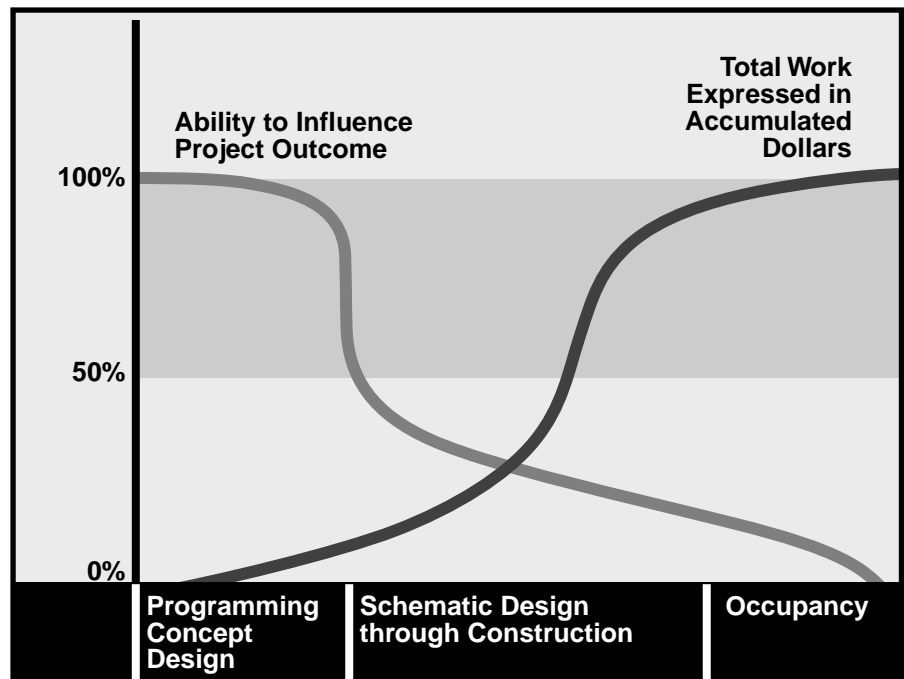 Total Work
Expressed in
Accumulated
Dollars
Ability to Influence
Project Outcome
100%
50%
0%
Programming
Concept
Design
Schematic Design
through Construction
Occupancy